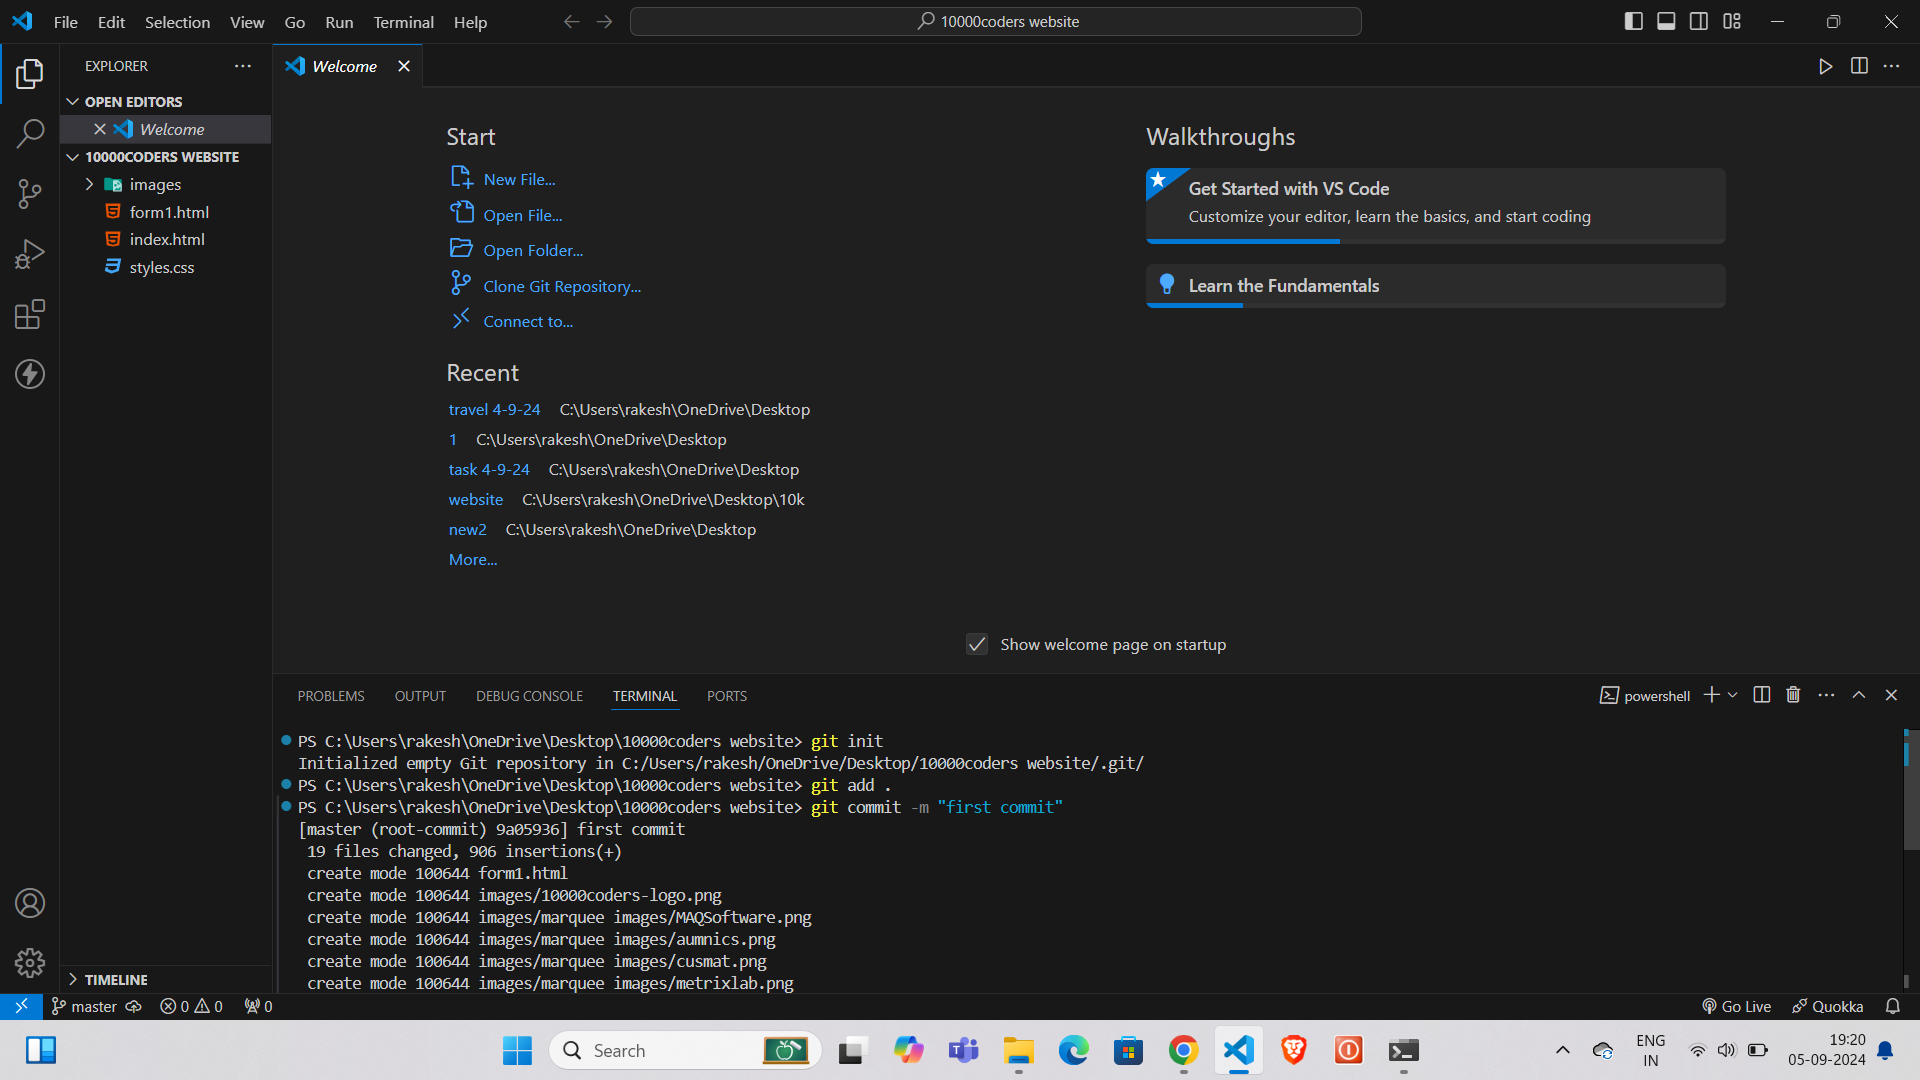 File Edit Selection View Go Run Terminal Help
10000coders website
EXPLORER
OPEN EDITORS
Welcome
10000CODERS WEBSITE
images
form1.html
index.html
styles.css
TIMELINE
Welcome
Start
New File...
Open File...
Open Folder...
Clone Git Repository...
Connect to...
Recent
travel 4-9-24 C:\Users\rakesh\OneDrive\Desktop
1 C:\Users\rakesh\OneDrive\Desktop
task 4-9-24 C:\Users\rakesh\OneDrive\Desktop
website C:\Users\rakesh\OneDrive\Desktop\10k
new2 C:\Users\rakesh\OneDrive\Desktop
More...
Walkthroughs
Get Started with VS Code
Customize your editor, learn the basics, and start coding
Learn the Fundamentals
Show welcome page on startup
PROBLEMS OUTPUT DEBUG CONSOLE TERMINAL PORTS
powershell
PS C:\Users\rakesh\OneDrive\Desktop\10000coders website> git init
Initialized empty Git repository in C:/Users/rakesh/OneDrive/Desktop/10000coders website/.git/
PS C:\Users\rakesh\OneDrive\Desktop\10000coders website> git add .
PS C:\Users\rakesh\OneDrive\Desktop\10000coders website> git commit -m "first commit"
[master (root-commit) 9a05936] first commit
19 files changed, 906 insertions(+)
create mode 100644 form1.html
create mode 100644 images/10000coders-logo.png
create mode 100644 images/marquee images/MAQSoftware.png
create mode 100644 images/marquee images/aumnics.png
create mode 100644 images/marquee images/cusmat.png
create mode 100644 images/marquee images/metrixlab.png
master 0 0 0
Go Live Quokka
Search
ENG
IN
19:20
05-09-2024